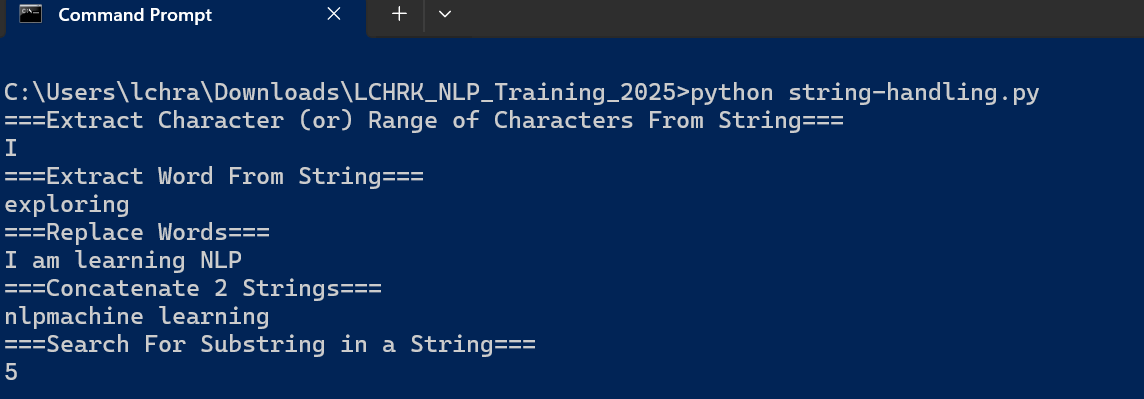 Command Prompt
C:\Users\lchra\Downloads\LCHRK_NLP_Training_2025>python string-handling.py
===Extract Character (or) Range of Characters From String===
I
===Extract Word From String===
exploring
===Replace Words===
I am learning NLP
===Concatenate 2 Strings===
nlpmachine learning
===Search For Substring in a String===
5